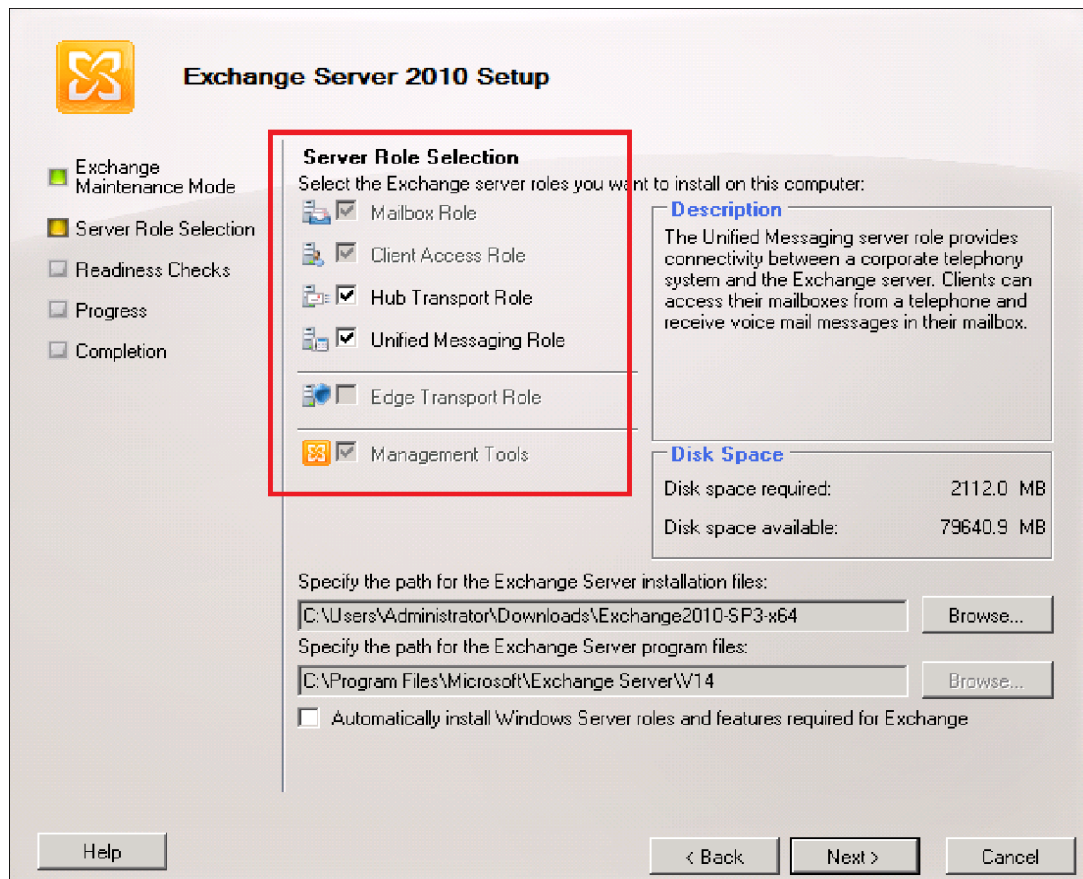 Exchange Server 2010 Setup
Exchange
Maintenance Mode
Server Role Selection
Readiness Checks
Progress
Completion
Server Role Selection
Select the Exchange server roles you want to install on this computer:
Mailbox Role
Client Access Role
Hub Transport Role
Unified Messaging Role
Edge Transport Role
Management Tools
Description
The Unified Messaging server role provides
connectivity between a corporate telephony
system and the Exchange server. Clients can
access their mailboxes from a telephone and
receive voice mail messages in their mailbox.
Disk Space
Disk space required: 2112.0 MB
Disk space available: 79640.9 MB
Specify the path for the Exchange Server installation files:
C:\Users\Administrator\Downloads\Exchange2010-SP3-x64
Browse...
Specify the path for the Exchange Server program files:
C:\Program Files\Microsoft\Exchange Server\V14
Browse...
Automatically install Windows Server roles and features required for Exchange
Help
< Back
Next >
Cancel